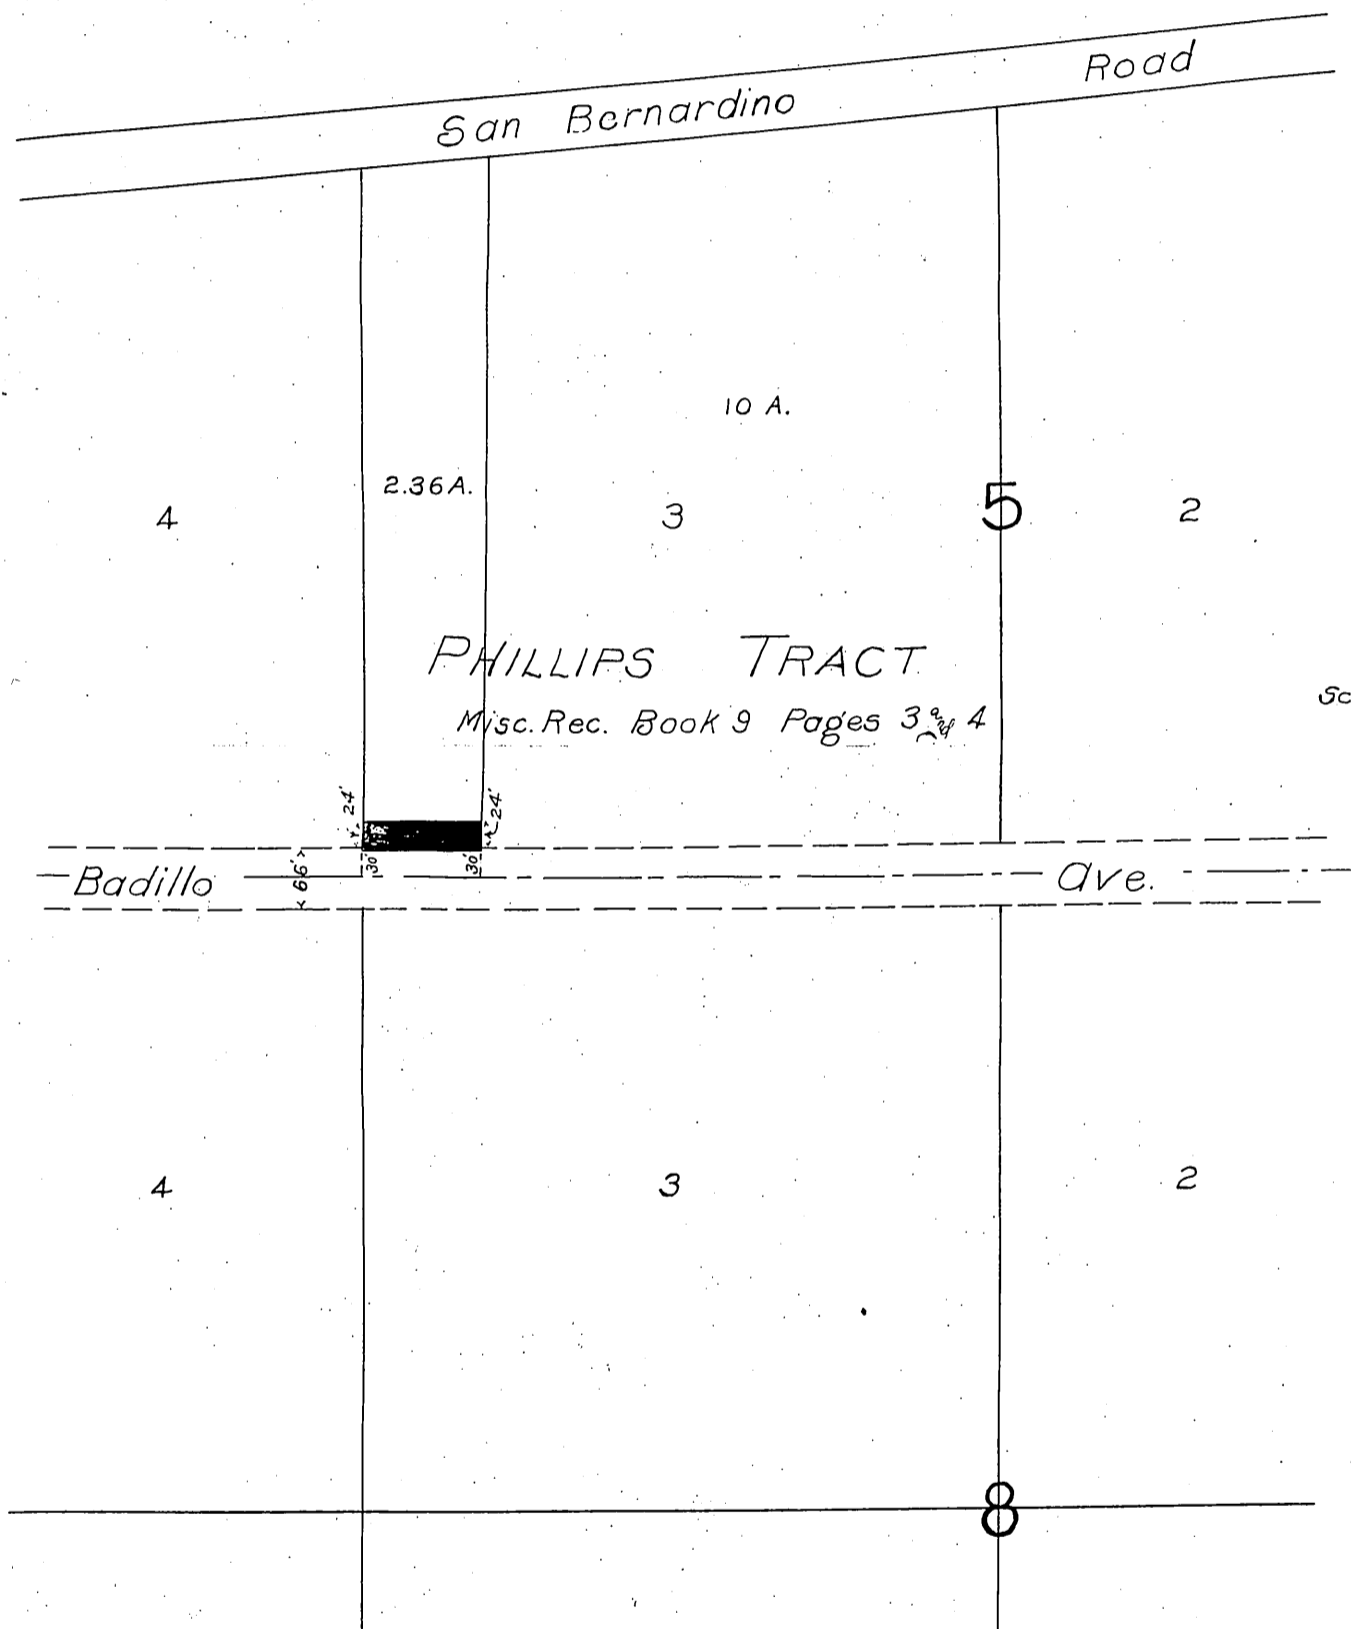 San Bernardino Road
10 A.
2.36 A.
4 3 5 2
PHILLIPS TRACT
Sc
Misc. Rec. Book 9 Pages 3 and 4
24' 24'
66' 30' 30'
Badillo Ave.
4 3 2
8